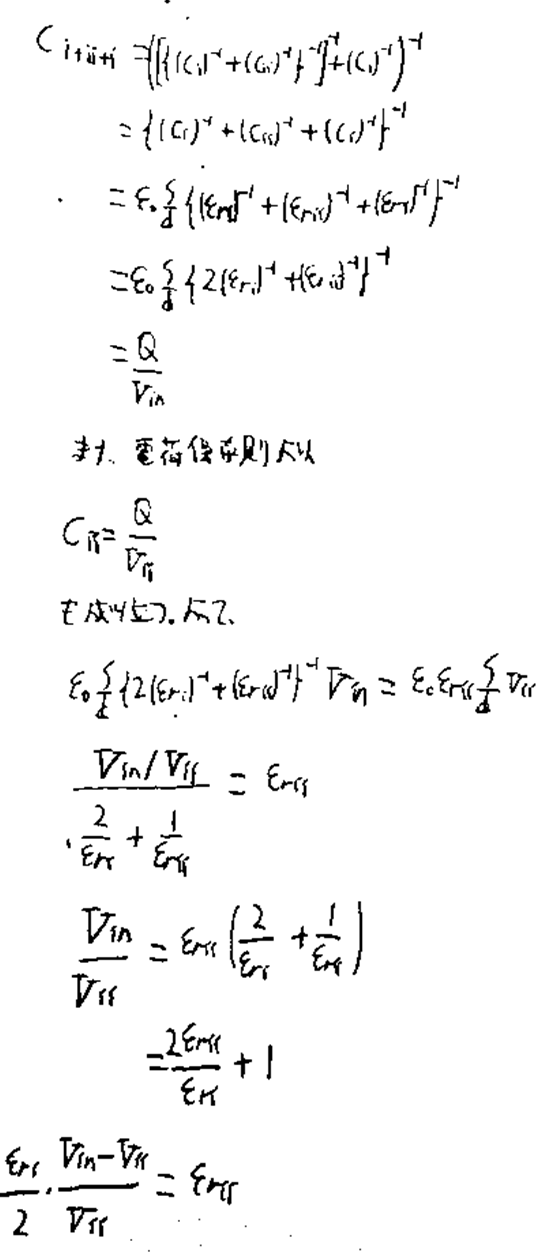 C_{i+ii+i} = ([{(C_i)^{-1}+(C_{ii})^{-1}}^{-1}]^{-1}+(C_i)^{-1})^{-1}
={(C_i)^{-1}+(C_{ii})^{-1}+(C_i)^{-1}}^{-1}
=ε_0 S/d {(ε_{ri})^{-1}+(ε_{rii})^{-1}+(ε_{ri})^{-1}}^{-1}
=ε_0 S/d {2(ε_{ri})^{-1}+(ε_{rii})^{-1}}^{-1}
=Q/V_{in}
また、電荷保存則より
C_{ii}=Q/V_{ii}
も成り立つ。よって、
ε_0 S/d {2(ε_{ri})^{-1}+(ε_{rii})^{-1}}^{-1} V_{in} = ε_0 ε_{rii} S/d V_{ii}
(V_{in}/V_{ii})/(2/ε_{ri} + 1/ε_{rii}) = ε_{rii}
V_{in}/V_{ii} = ε_{rii} (2/ε_{ri} + 1/ε_{rii})
=2ε_{rii}/ε_{ri} + 1
ε_{ri}/2 · (V_{in}-V_{ii})/V_{ii} = ε_{rii}